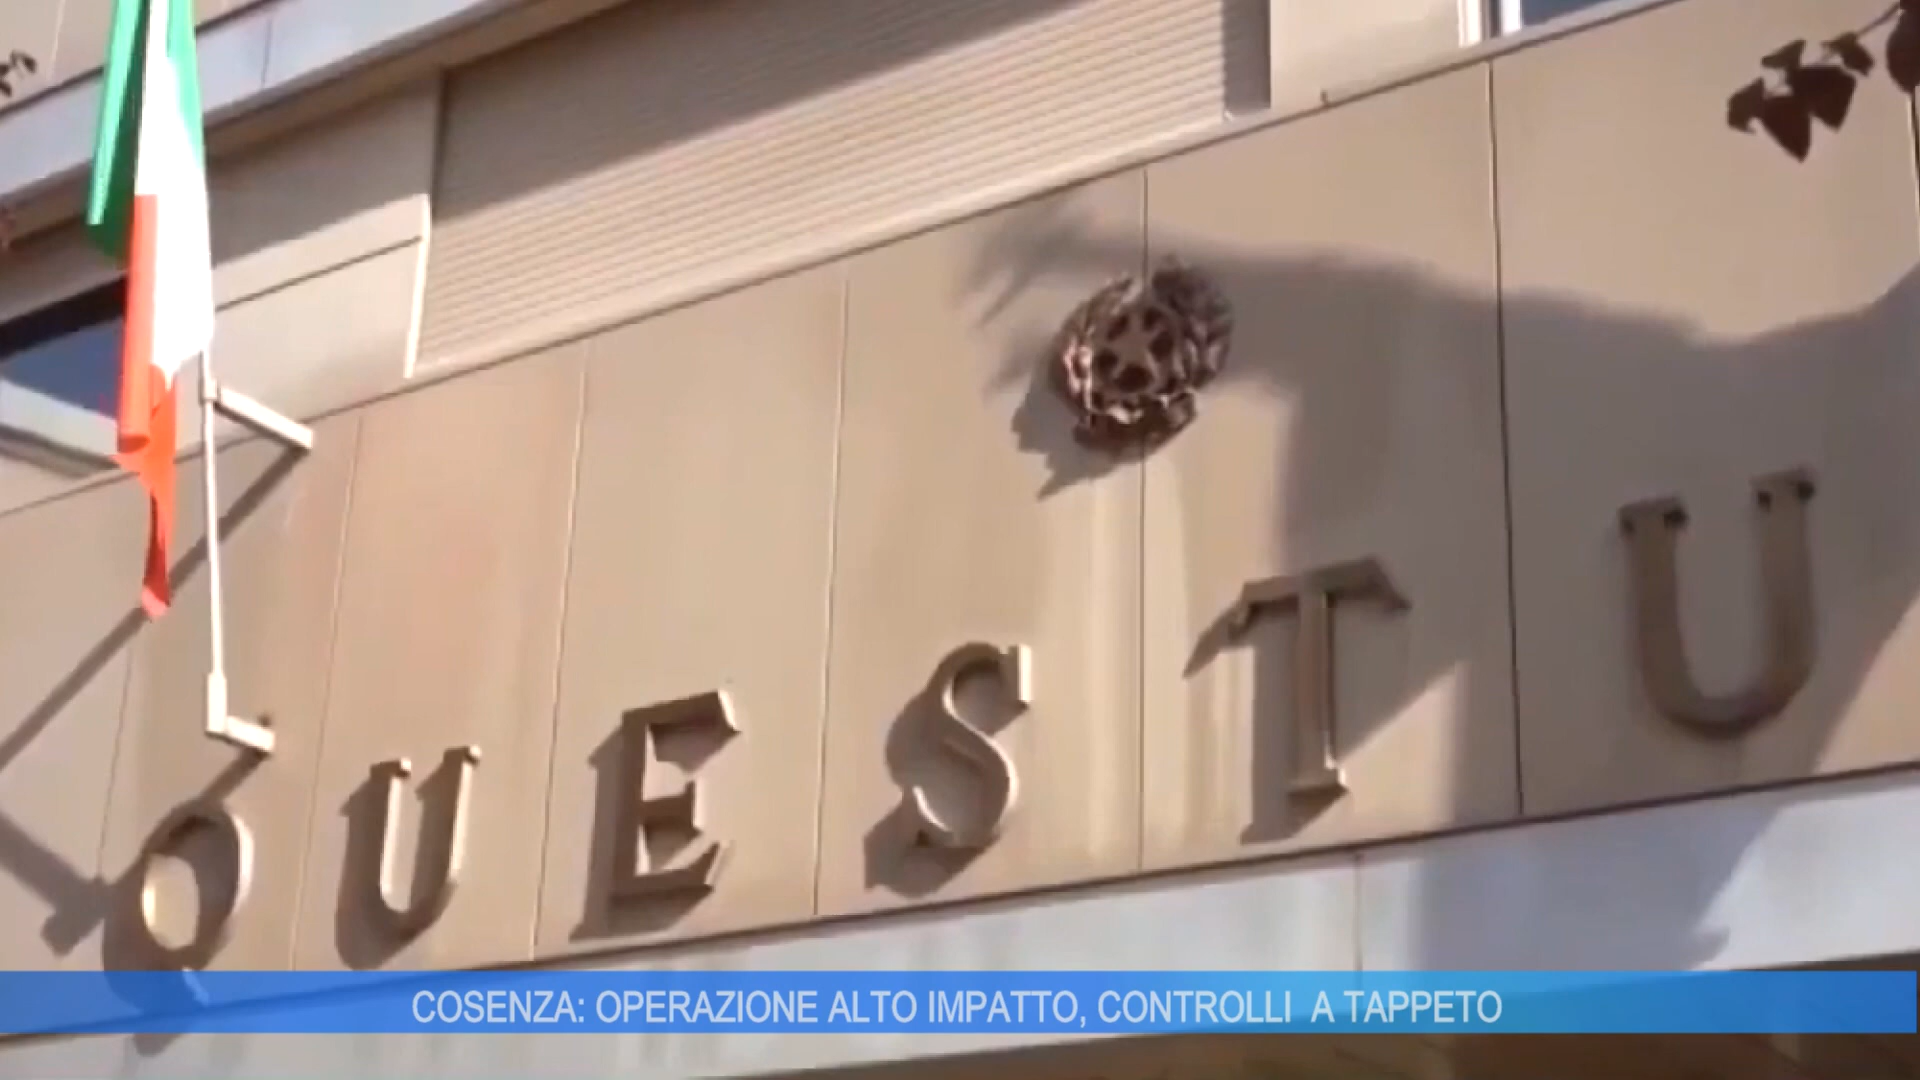 QUESTU
COSENZA: OPERAZIONE ALTO IMPATTO, CONTROLLI A TAPPETO